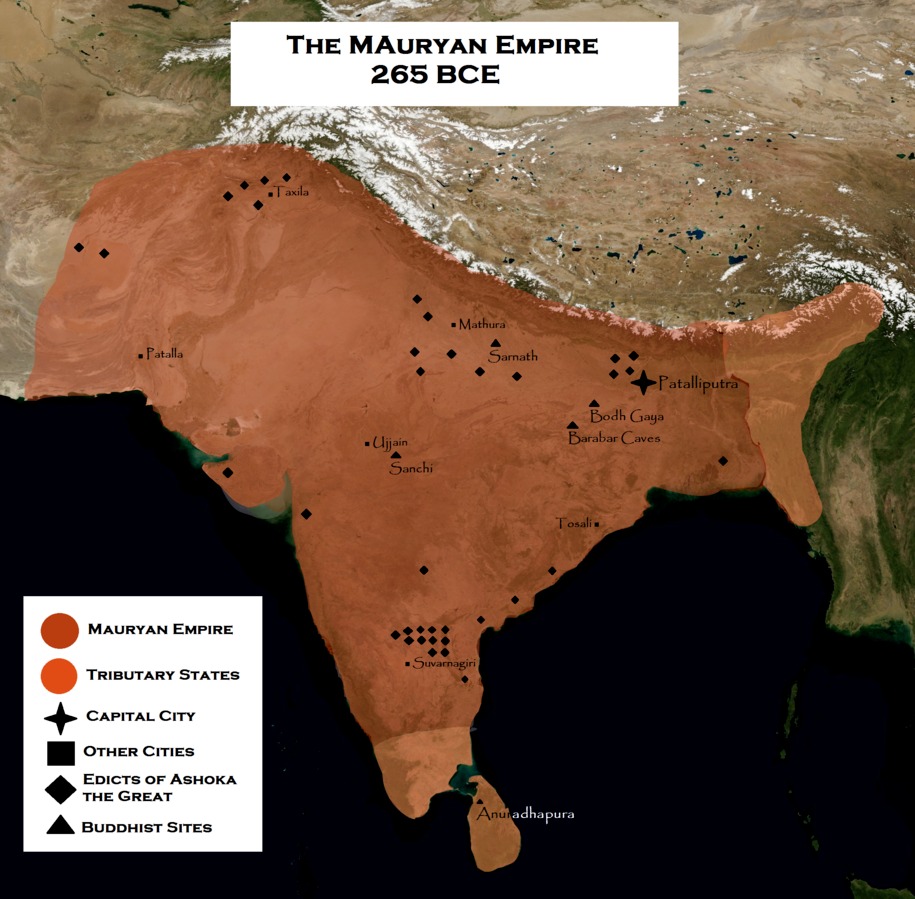 The MAuryan Empire
265 BCE
Taxila
Mathura
Patalla
Sarnath
Patalliputra
Bodh Gaya
Barabar Caves
Ujjain
Sanchi
Tosali
Suvarnagiri
Anuradhapura
Mauryan Empire
Tributary States
Capital City
Other Cities
Edicts of Ashoka
the Great
Buddhist Sites